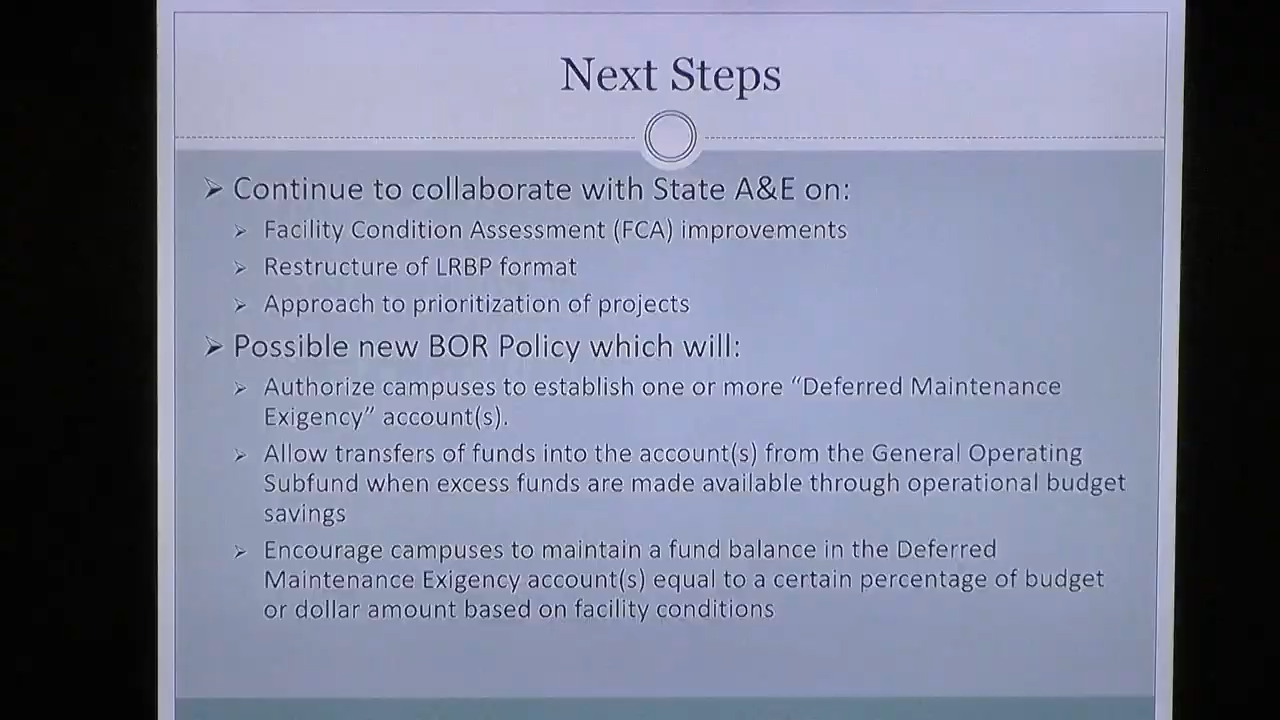 Next Steps
➢ Continue to collaborate with State A&E on:
➢ Facility Condition Assessment (FCA) improvements
➢ Restructure of LRBP format
➢ Approach to prioritization of projects
➢ Possible new BOR Policy which will:
➢ Authorize campuses to establish one or more “Deferred Maintenance
Exigency” account(s).
➢ Allow transfers of funds into the account(s) from the General Operating
Subfund when excess funds are made available through operational budget
savings
➢ Encourage campuses to maintain a fund balance in the Deferred
Maintenance Exigency account(s) equal to a certain percentage of budget
or dollar amount based on facility conditions